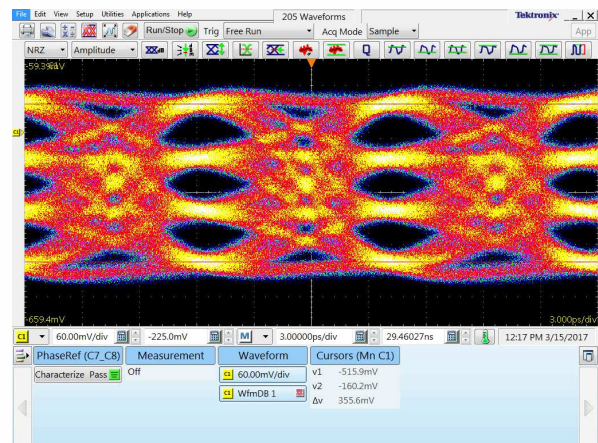 File Edit View Setup Utilities Applications Help 205 Waveforms Tektronix
Run/Stop Trig Free Run Acq Mode Sample App
NRZ Amplitude
C1
-659.4mV 3.000ps/div
C1 60.00mV/div -225.0mV M 3.00000ps/div 29.46027ns 12:17 PM 3/15/2017
PhaseRef (C7_C8) Measurement Waveform Cursors (Mn C1)
Characterize Pass Off C1 60.00mV/div v1 -515.9mV
C1 WfmDB 1 v2 -160.2mV
Δv 355.6mV